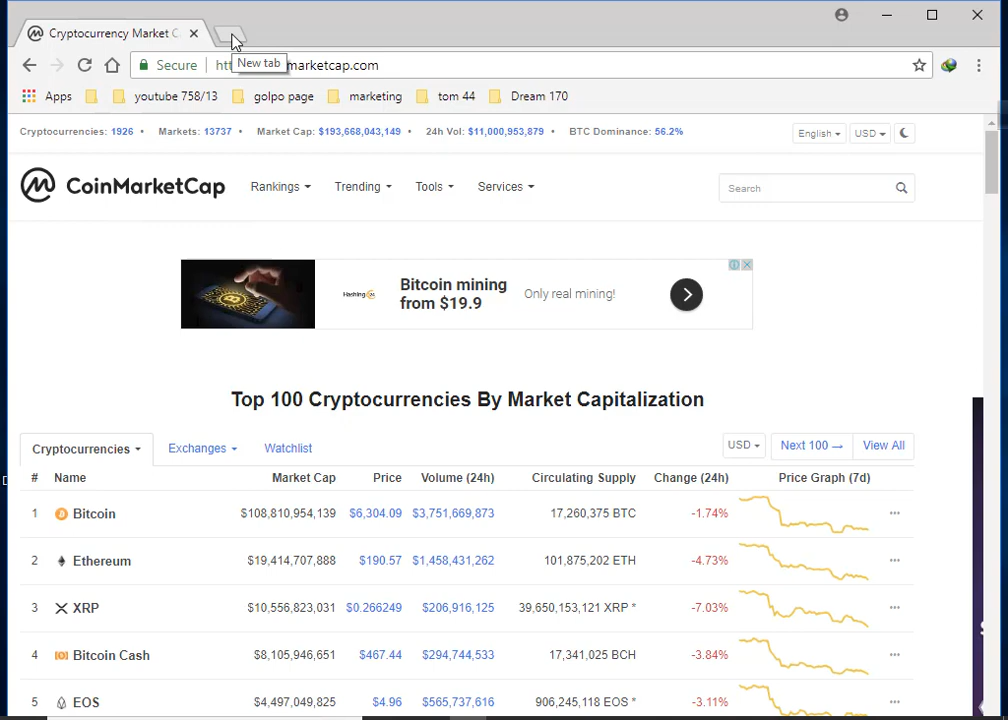 Cryptocurrency Market C
New tab
Secure
marketcap.com
Apps youtube 758/13 golpo page marketing tom 44 Dream 170
Cryptocurrencies: 1926 • Markets: 13737 • Market Cap: $193,668,043,149 • 24h Vol: $11,000,953,879 • BTC Dominance: 56.2% English USD
CoinMarketCap Rankings Trending Tools Services Search
Hashing24
Bitcoin mining
from $19.9
Only real mining!
Top 100 Cryptocurrencies By Market Capitalization
Cryptocurrencies Exchanges Watchlist USD Next 100 → View All
# Name Market Cap Price Volume (24h) Circulating Supply Change (24h) Price Graph (7d)
1 Bitcoin $108,810,954,139 $6,304.09 $3,751,669,873 17,260,375 BTC -1.74%
2 Ethereum $19,414,707,888 $190.57 $1,458,431,262 101,875,202 ETH -4.73%
3 XRP $10,556,823,031 $0.266249 $206,916,125 39,650,153,121 XRP * -7.03%
4 Bitcoin Cash $8,105,946,651 $467.44 $294,744,533 17,341,025 BCH -3.84%
5 EOS $4,497,049,825 $4.96 $565,737,616 906,245,118 EOS * -3.11%